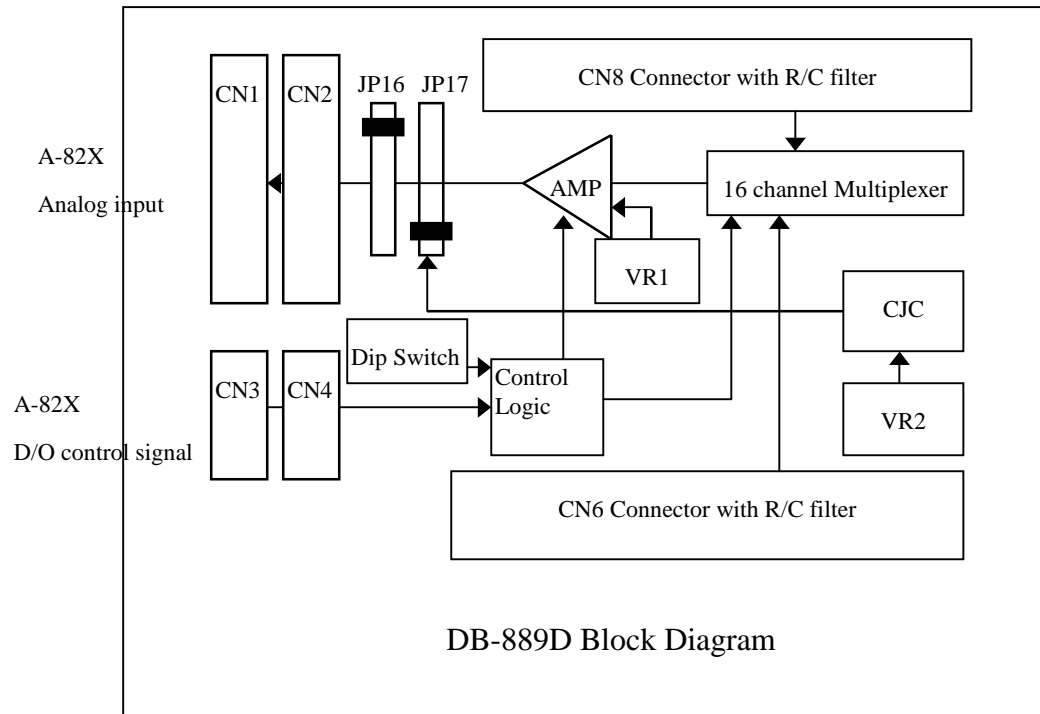 CN8 Connector with R/C filter
JP16
JP17
CN1
CN2
A-82X
Analog input
AMP
16 channel Multiplexer
VR1
CJC
Dip Switch
Control
Logic
CN3
CN4
A-82X
D/O control signal
VR2
CN6 Connector with R/C filter
DB-889D Block Diagram